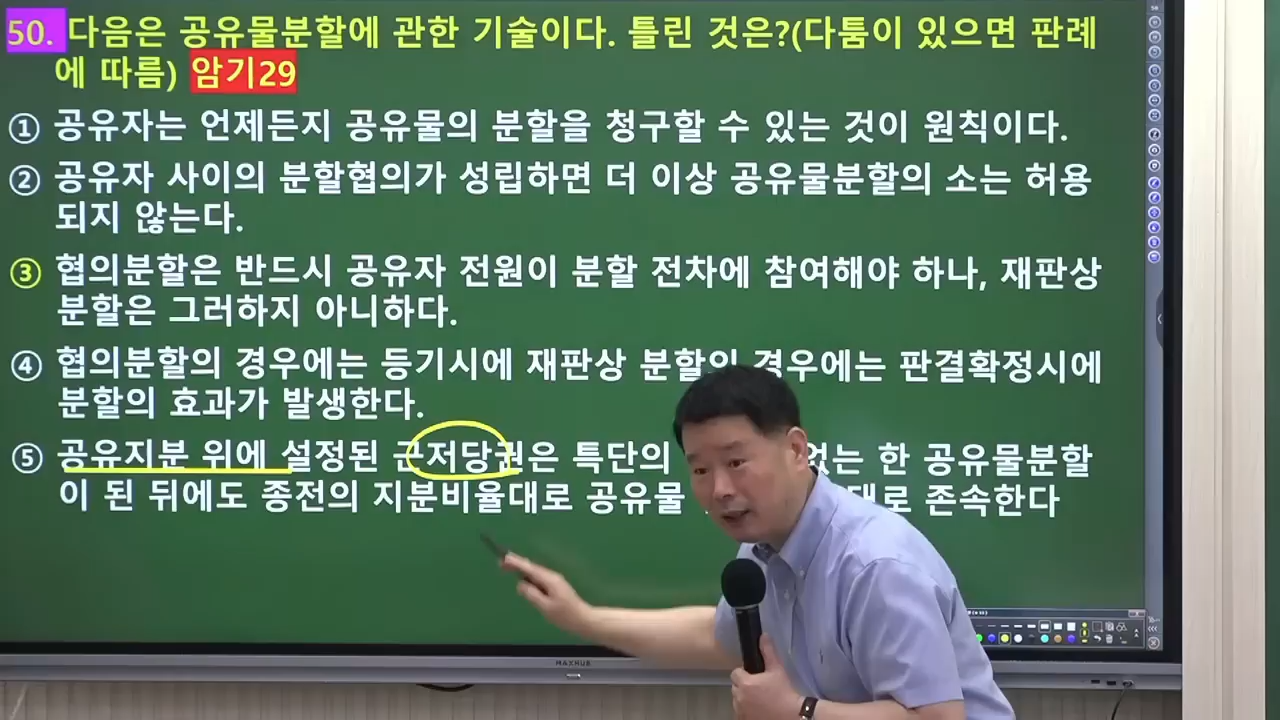 50. 다음은 공유물분할에 관한 기술이다. 틀린 것은?(다툼이 있으면 판례
에 따름) 암기29
① 공유자는 언제든지 공유물의 분할을 청구할 수 있는 것이 원칙이다.
② 공유자 사이의 분할협의가 성립하면 더 이상 공유물분할의 소는 허용
되지 않는다.
③ 협의분할은 반드시 공유자 전원이 분할 전차에 참여해야 하나, 재판상
분할은 그러하지 아니하다.
④ 협의분할의 경우에는 등기시에 재판상 분할의 경우에는 판결확정시에
분할의 효과가 발생한다.
⑤ 공유지분 위에 설정된 근저당권은 특단의 없는 한 공유물분할
이 된 뒤에도 종전의 지분비율대로 공유물 대로 존속한다
MAXHUB